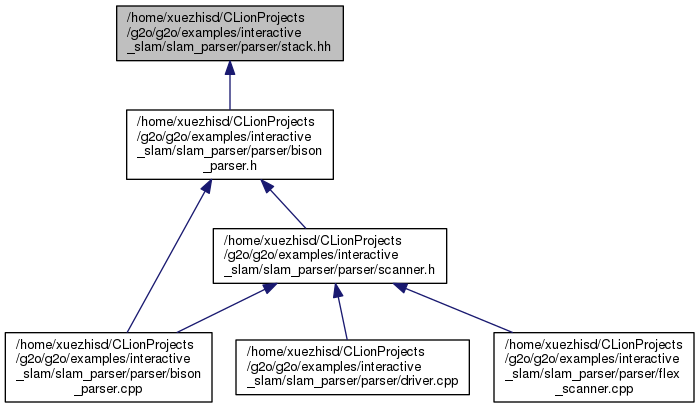 /home/xuezhisd/CLionProjects
/g2o/g2o/examples/interactive
_slam/slam_parser/parser/stack.hh
/home/xuezhisd/CLionProjects
/g2o/g2o/examples/interactive
_slam/slam_parser/parser/bison
_parser.h
/home/xuezhisd/CLionProjects
/g2o/g2o/examples/interactive
_slam/slam_parser/parser/scanner.h
/home/xuezhisd/CLionProjects
/g2o/g2o/examples/interactive
_slam/slam_parser/parser/bison
_parser.cpp
/home/xuezhisd/CLionProjects
/g2o/g2o/examples/interactive
_slam/slam_parser/parser/driver.cpp
/home/xuezhisd/CLionProjects
/g2o/g2o/examples/interactive
_slam/slam_parser/parser/flex
_scanner.cpp